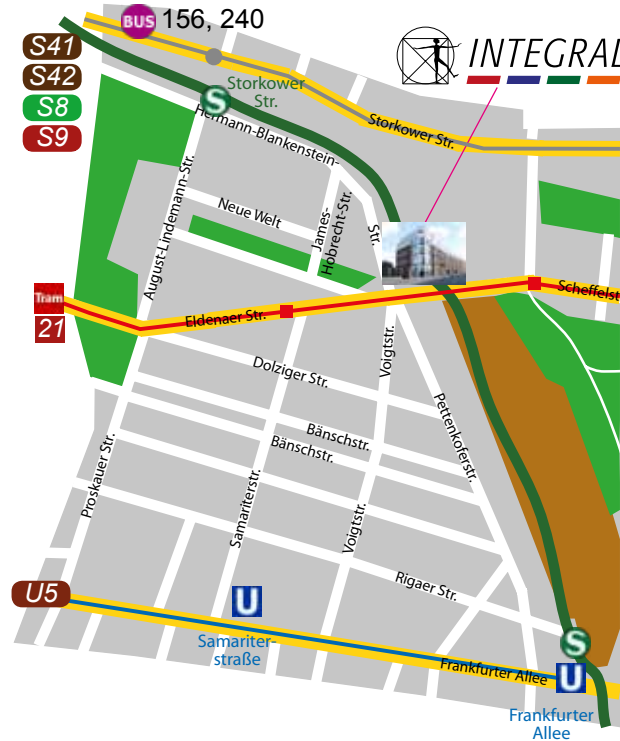 BUS 156, 240
S41
S42
S8
S9
INTEGRAL
Storkower
Str.
S
Storkower Str.
Hermann-Blankenstein-
Str.
August-Lindemann-Str.
Neue Welt
James-
Hobrecht-Str.
Tram
21
Eldenaer Str.
Scheffelst
Voigtstr.
Dolziger Str.
Pettenkoferstr.
Bänschstr.
Bänschstr.
Proskauer Str.
Samariterstr.
Voigtstr.
Rigaer Str.
U5
U
Samariter-
straße
S
Frankfurter Allee
U
Frankfurter
Allee